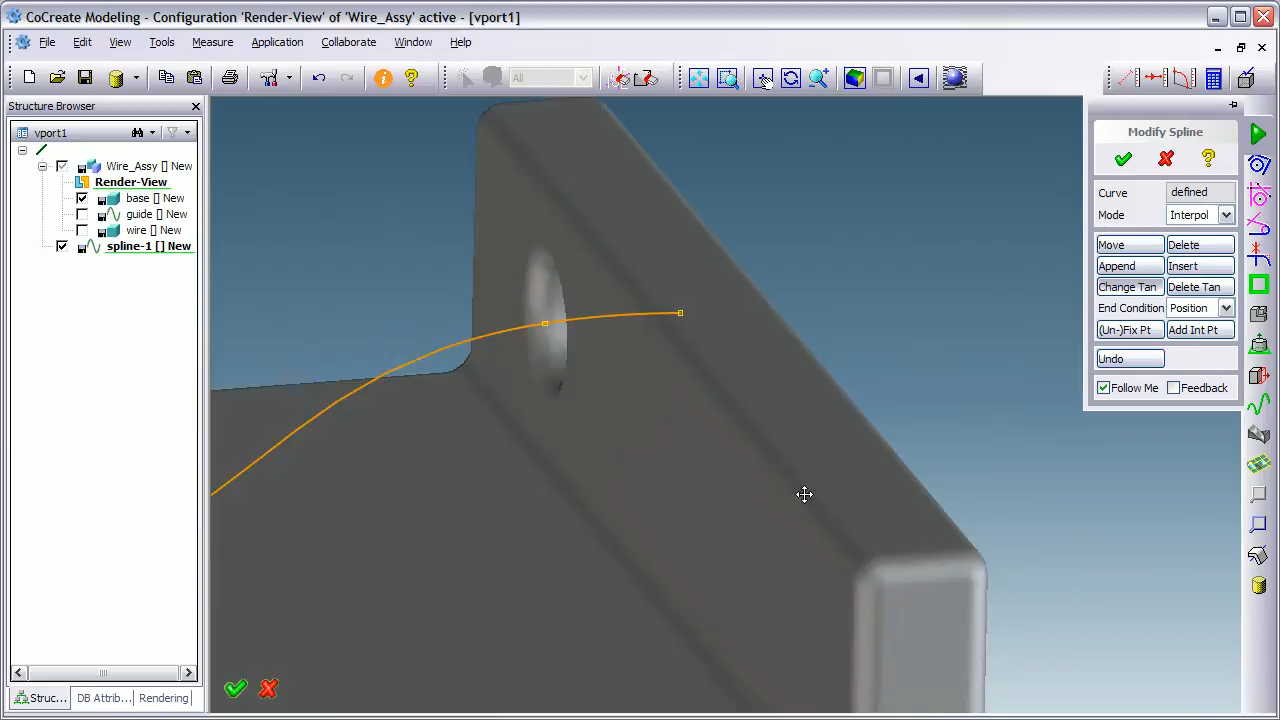 CoCreate Modeling - Configuration 'Render-View' of 'Wire_Assy' active - [vport1]
File Edit View Tools Measure Application Collaborate Window Help
All
Structure Browser
vport1
Wire_Assy [] New
Render-View
base [] New
guide [] New
wire [] New
spline-1 [] New
Struc...
DB Attrib...
Rendering
Modify Spline
Curve defined
Mode Interpol
Move Delete
Append Insert
Change Tan Delete Tan
End Condition Position
(Un-)Fix Pt Add Int Pt
Undo
Follow Me Feedback